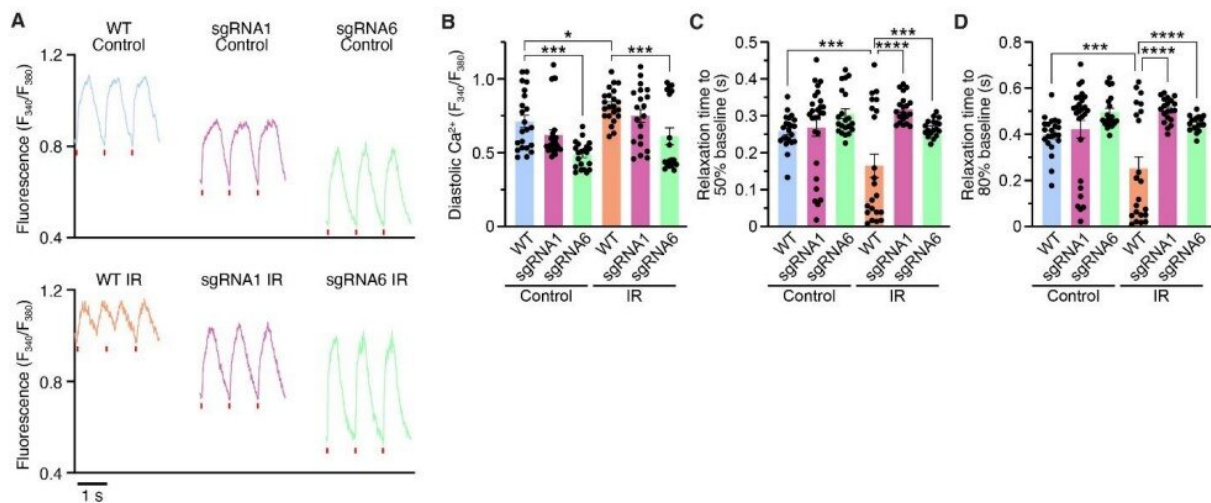 A
WT
Control
sgRNA1
Control
sgRNA6
Control
Fluorescence (F340/F380)
1.2
0.8
0.4
WT IR
sgRNA1 IR
sgRNA6 IR
Fluorescence (F340/F380)
1.2
0.8
0.4
1 s
B
Diastolic Ca2+ (F340/F380)
1.0
0.5
0
*
***
***
WT
sgRNA1
sgRNA6
WT
sgRNA1
sgRNA6
Control
IR
C
Relaxation time to
50% baseline (s)
0.5
0.4
0.3
0.2
0.1
0
***
***
****
WT
sgRNA1
sgRNA6
WT
sgRNA1
sgRNA6
Control
IR
D
Relaxation time to
80% baseline (s)
0.8
0.6
0.4
0.2
0
***
****
****
WT
sgRNA1
sgRNA6
WT
sgRNA1
sgRNA6
Control
IR